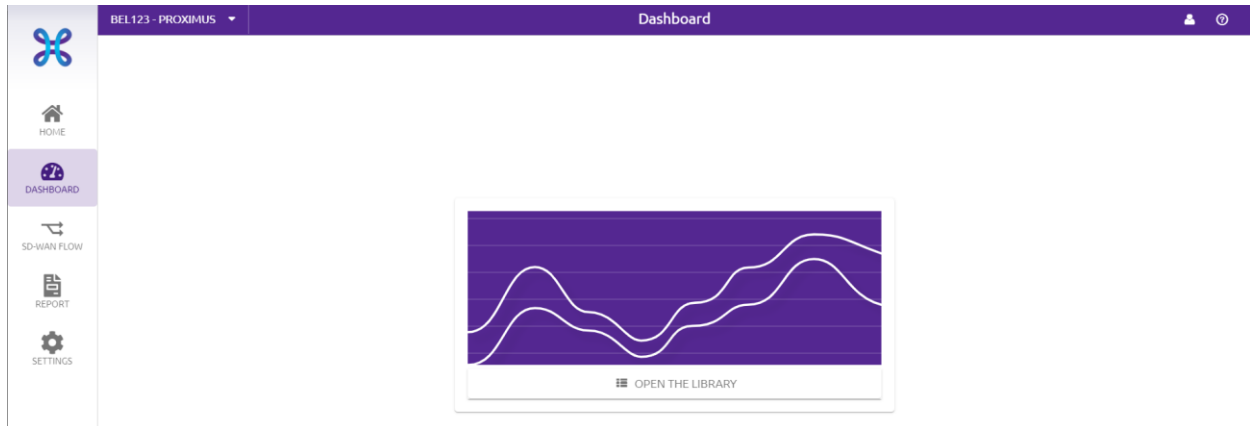 BEL123 - PROXIMUS
Dashboard
HOME
DASHBOARD
SD-WAN FLOW
REPORT
SETTINGS
OPEN THE LIBRARY